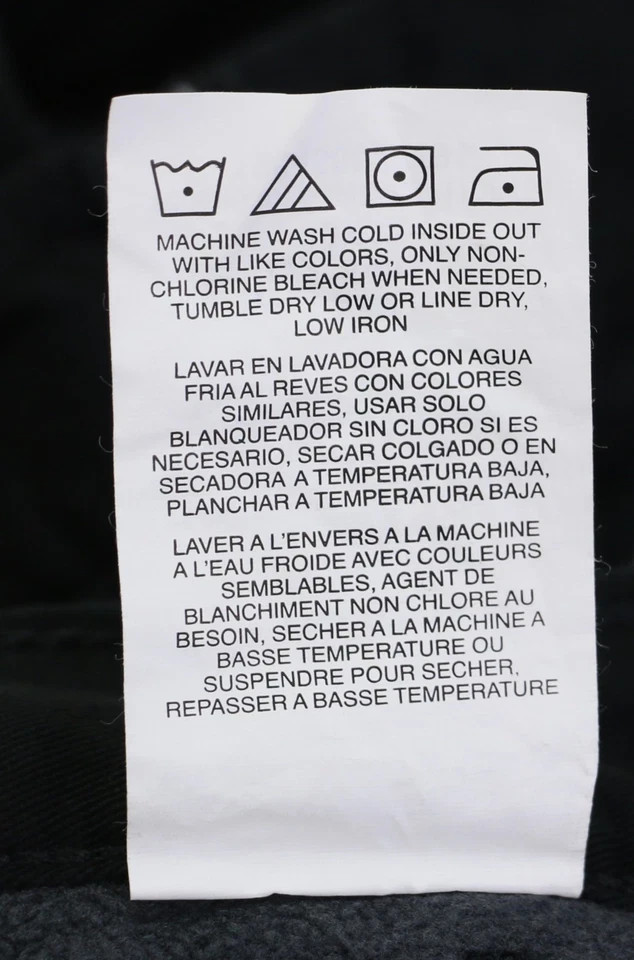 MACHINE WASH COLD INSIDE OUT
WITH LIKE COLORS, ONLY NON-
CHLORINE BLEACH WHEN NEEDED,
TUMBLE DRY LOW OR LINE DRY,
LOW IRON
LAVAR EN LAVADORA CON AGUA
FRIA AL REVES CON COLORES
SIMILARES, USAR SOLO
BLANQUEADOR SIN CLORO SI ES
NECESARIO, SECAR COLGADO O EN
SECADORA A TEMPERATURA BAJA,
PLANCHAR A TEMPERATURA BAJA
LAVER A L'ENVERS A LA MACHINE
A L'EAU FROIDE AVEC COULEURS
SEMBLABLES, AGENT DE
BLANCHIMENT NON CHLORE AU
BESOIN, SECHER A LA MACHINE A
BASSE TEMPERATURE OU
SUSPENDRE POUR SECHER,
REPASSER A BASSE TEMPERATURE